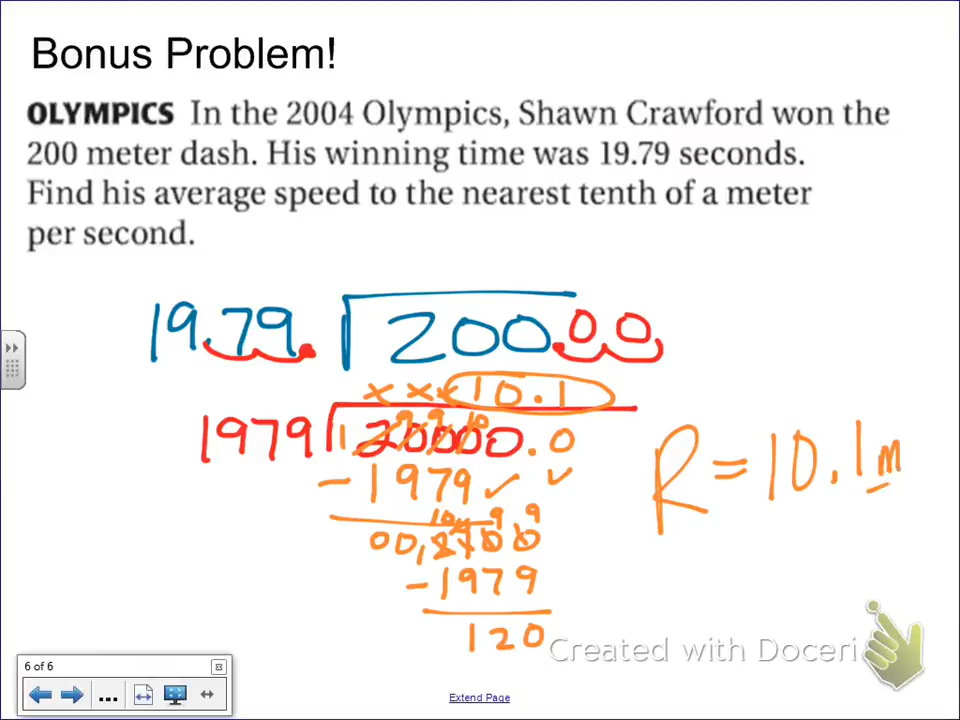 Bonus Problem!
OLYMPICS In the 2004 Olympics, Shawn Crawford won the
200 meter dash. His winning time was 19.79 seconds.
Find his average speed to the nearest tenth of a meter
per second.
19.79. 200.00
x x x 10.1
1979 20000.0
R = 10.1m
- 1979
- 1979
120
Created with Doceri
6 of 6
...
Extend Page